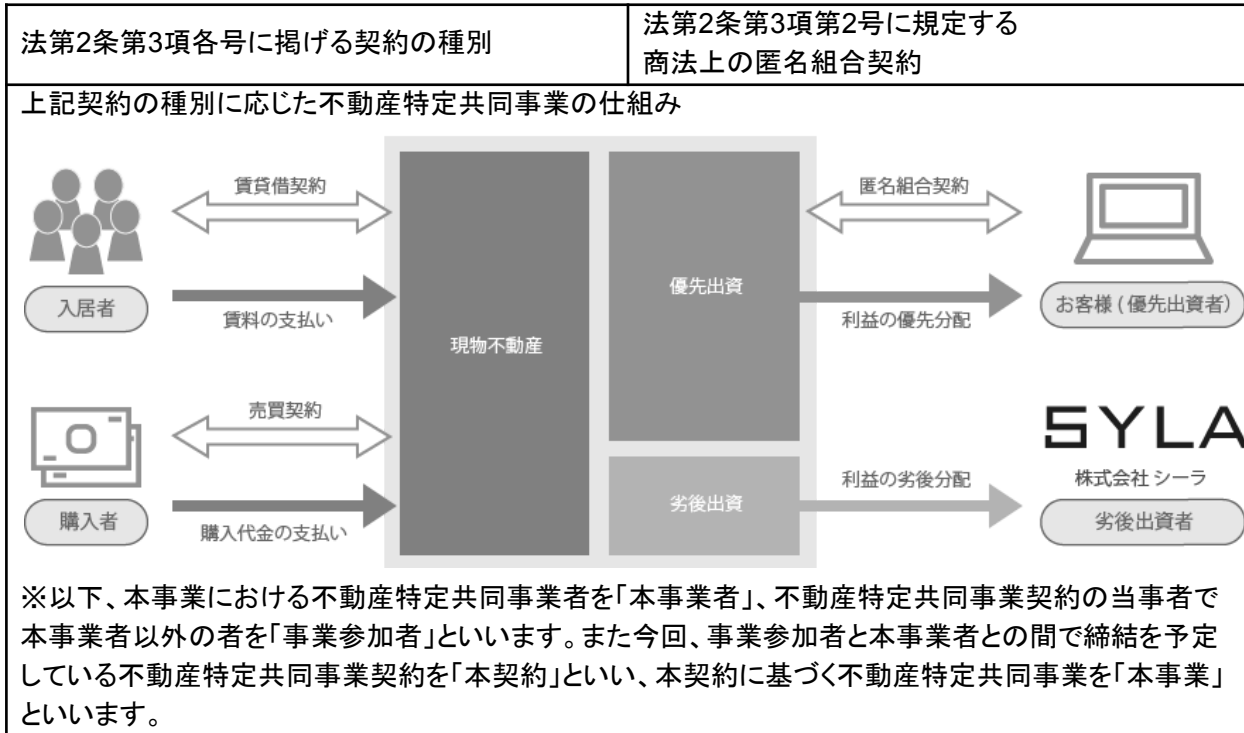 法第2条第3項各号に掲げる契約の種別
法第2条第3項第2号に規定する
商法上の匿名組合契約
上記契約の種別に応じた不動産特定共同事業の仕組み
賃貸借契約
入居者
賃料の支払い
売買契約
購入者
購入代金の支払い
現物不動産
優先出資
劣後出資
匿名組合契約
お客様(優先出資者)
利益の優先分配
SYLA
株式会社 シーラ
利益の劣後分配
劣後出資者
※以下、本事業における不動産特定共同事業者を「本事業者」、不動産特定共同事業契約の当事者で
本事業者以外の者を「事業参加者」といいます。また今回、事業参加者と本事業者との間で締結を予定
している不動産特定共同事業契約を「本契約」といい、本契約に基づく不動産特定共同事業を「本事業」
といいます。